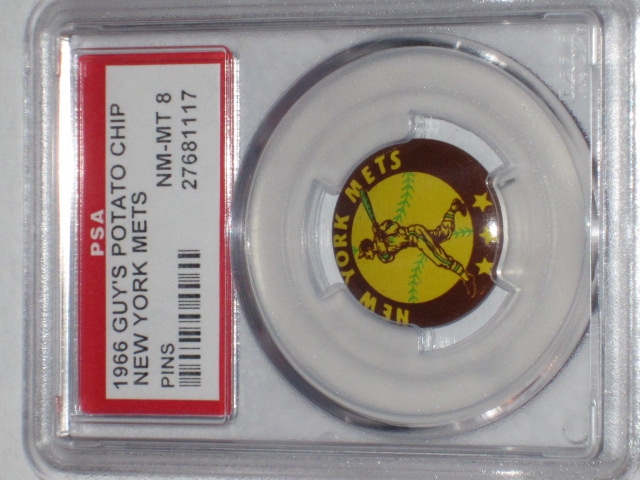 PSA
1966 GUY'S POTATO CHIP
NEW YORK METS NM-MT 8
PINS 27681117
NEW YORK METS